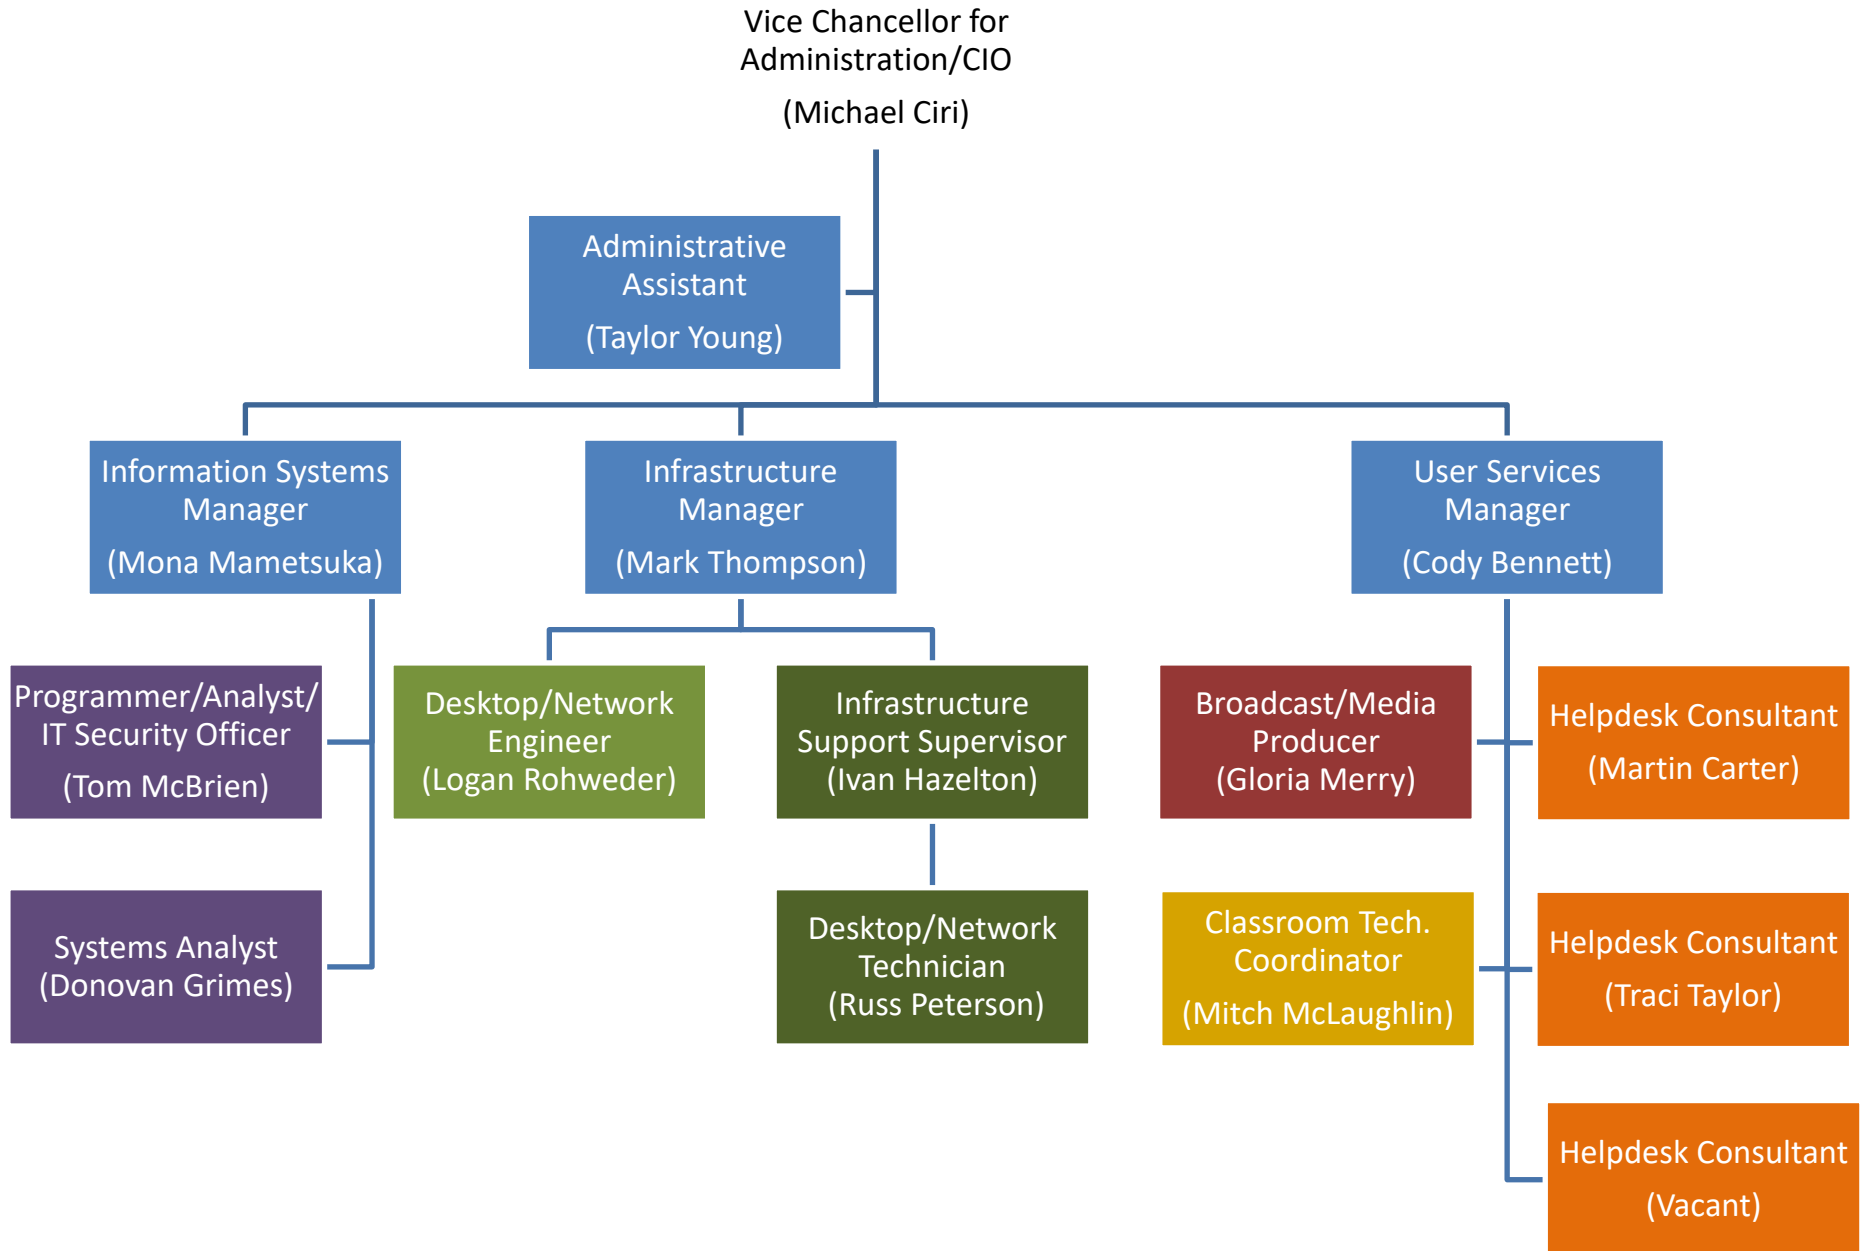 Vice Chancellor for
Administration/CIO
(Michael Ciri)
Administrative
Assistant
(Taylor Young)
Information Systems
Manager
(Mona Mametsuka)
Infrastructure
Manager
(Mark Thompson)
User Services
Manager
(Cody Bennett)
Programmer/Analyst/
IT Security Officer
(Tom McBrien)
Desktop/Network
Engineer
(Logan Rohweder)
Infrastructure
Support Supervisor
(Ivan Hazelton)
Broadcast/Media
Producer
(Gloria Merry)
Helpdesk Consultant
(Martin Carter)
Systems Analyst
(Donovan Grimes)
Desktop/Network
Technician
(Russ Peterson)
Classroom Tech.
Coordinator
(Mitch McLaughlin)
Helpdesk Consultant
(Traci Taylor)
Helpdesk Consultant
(Vacant)